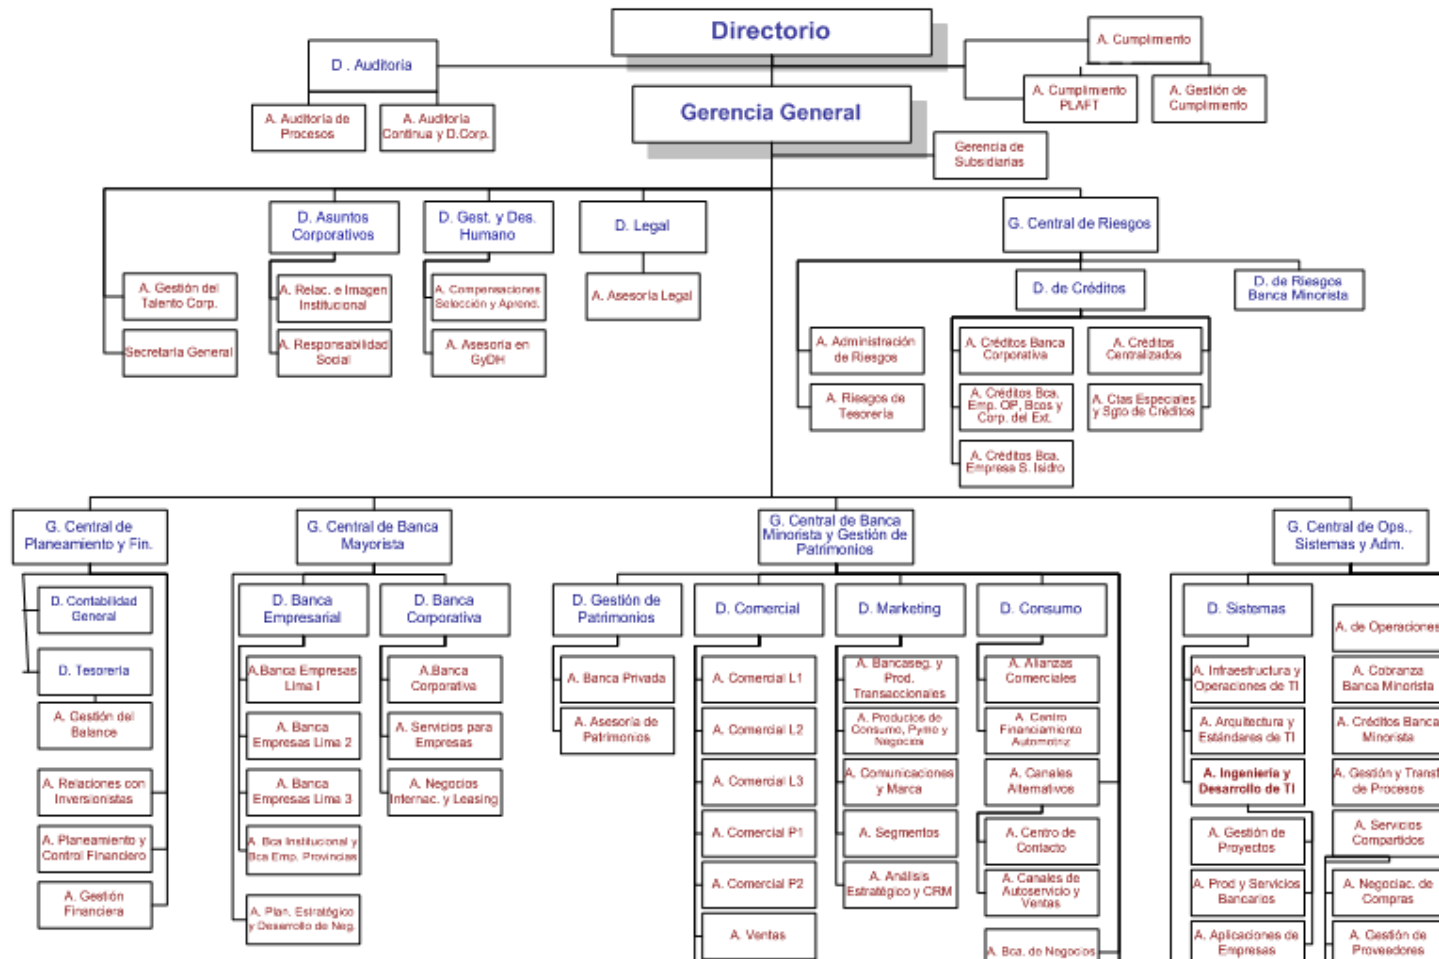 Directorio
A. Cumplimiento
D . Auditoría
A. Cumplimiento
PLAFT
A. Gestión de
Cumplimiento
A. Auditoría de
Procesos
A. Auditoría
Continua y D.Corp.
Gerencia General
Gerencia de
Subsidiarias
D. Asuntos
Corporativos
D. Gest. y Des.
Humano
D. Legal
G. Central de Riesgos
A. Gestión del
Talento Corp.
A. Relac. e Imagen
Institucional
A. Compensaciones
Selección y Aprend.
A. Asesoría Legal
D. de Créditos
D. de Riesgos
Banca Minorista
Secretaría General
A. Responsabilidad
Social
A. Asesoría en
GyDH
A. Administración
de Riesgos
A. Créditos Banca
Corporativa
A. Créditos
Centralizados
A. Riesgos de
Tesorería
A. Créditos Bca.
Emp. OP, Bcos y
Corp. del Ext.
A. Ctas Especiales
y Sgto de Créditos
A. Créditos Bca.
Empresa S. Isidro
G. Central de
Planeamiento y Fin.
G. Central de Banca
Mayorista
G. Central de Banca
Minorista y Gestión de
Patrimonios
G. Central de Ops.,
Sistemas y Adm.
D. Contabilidad
General
D. Tesorería
A. Gestión del
Balance
A. Relaciones con
Inversionistas
A. Planeamiento y
Control Financiero
A. Gestión
Financiera
D. Banca
Empresarial
A.Banca Empresas
Lima I
A. Banca
Empresas Lima 2
A. Banca
Empresas Lima 3
A. Bca Institucional y
Bca Emp. Provincias
A. Plan. Estratégico
y Desarrollo de Neg.
D. Banca
Corporativa
A.Banca
Corporativa
A. Servicios para
Empresas
A. Negocios
Internac. y Leasing
D. Gestión de
Patrimonios
A. Banca Privada
A. Asesoría de
Patrimonios
D. Comercial
A. Comercial L1
A. Comercial L2
A. Comercial L3
A. Comercial P1
A. Comercial P2
A. Ventas
D. Marketing
A. Bancaseg. y
Prod.
Transaccionales
A. Productos de
Consumo, Pyme y
Negocios
A. Comunicaciones
y Marca
A. Segmentos
A. Análisis
Estratégico y CRM
D. Consumo
A. Alianzas
Comerciales
A. Centro
Financiamiento
Automotriz
A. Canales
Alternativos
A. Centro de
Contacto
A. Canales de
Autoservicio y
Ventas
A. Bca. de Negocios
D. Sistemas
A. Infraestructura y
Operaciones de TI
A. Arquitectura y
Estándares de TI
A. Ingeniería y
Desarrollo de TI
A. Gestión de
Proyectos
A. Prod y Servicios
Bancarios
A. Aplicaciones de
Empresas
A. de Operaciones
A. Cobranza
Banca Minorista
A. Créditos Banca
Minorista
A. Gestión y Transf
de Procesos
A. Servicios
Compartidos
A. Negociac. de
Compras
A. Gestión de
Proveedores